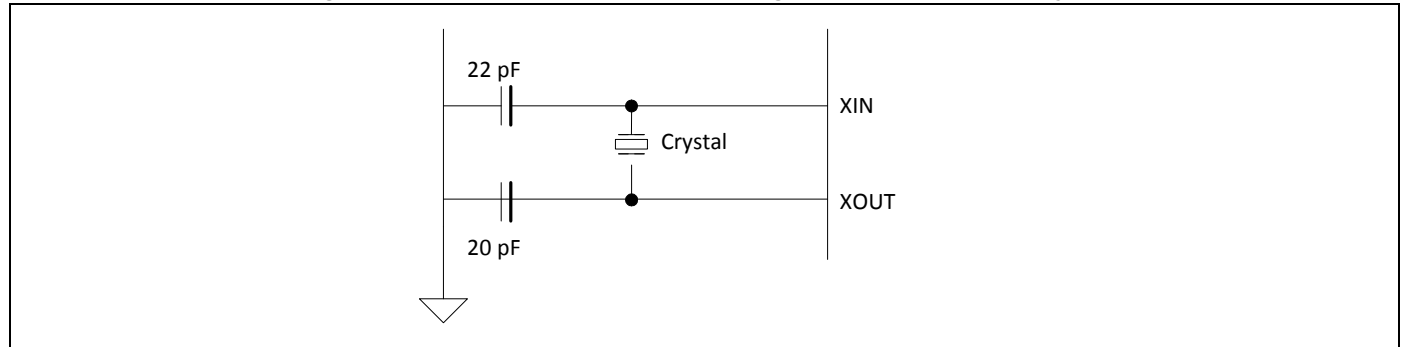 22 pF
XIN
Crystal
XOUT
20 pF